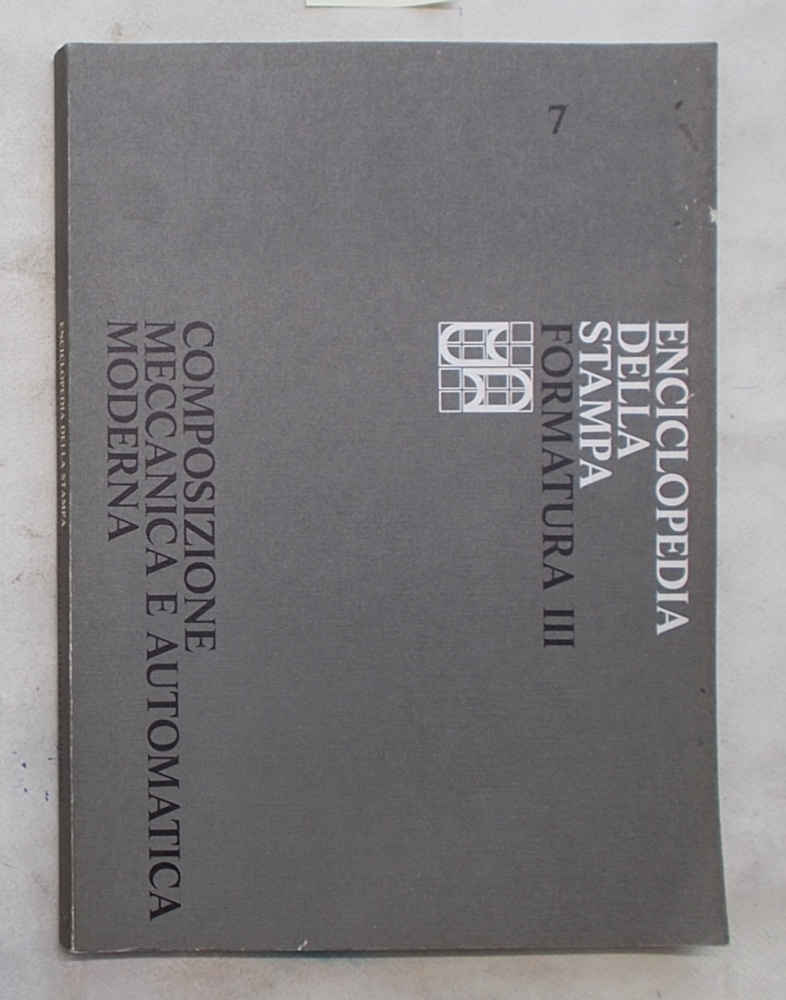 7
ENCICLOPEDIA
DELLA
STAMPA
FORMATURA III
COMPOSIZIONE
MECCANICA E AUTOMATICA
MODERNA
ENCICLOPEDIA DELLA STAMPA